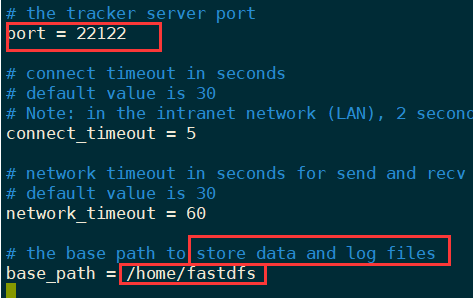 # the tracker server port
port = 22122
# connect timeout in seconds
# default value is 30
# Note: in the intranet network (LAN), 2 secon
connect_timeout = 5
# network timeout in seconds for send and recv
# default value is 30
network_timeout = 60
# the base path to store data and log files
base_path = /home/fastdfs